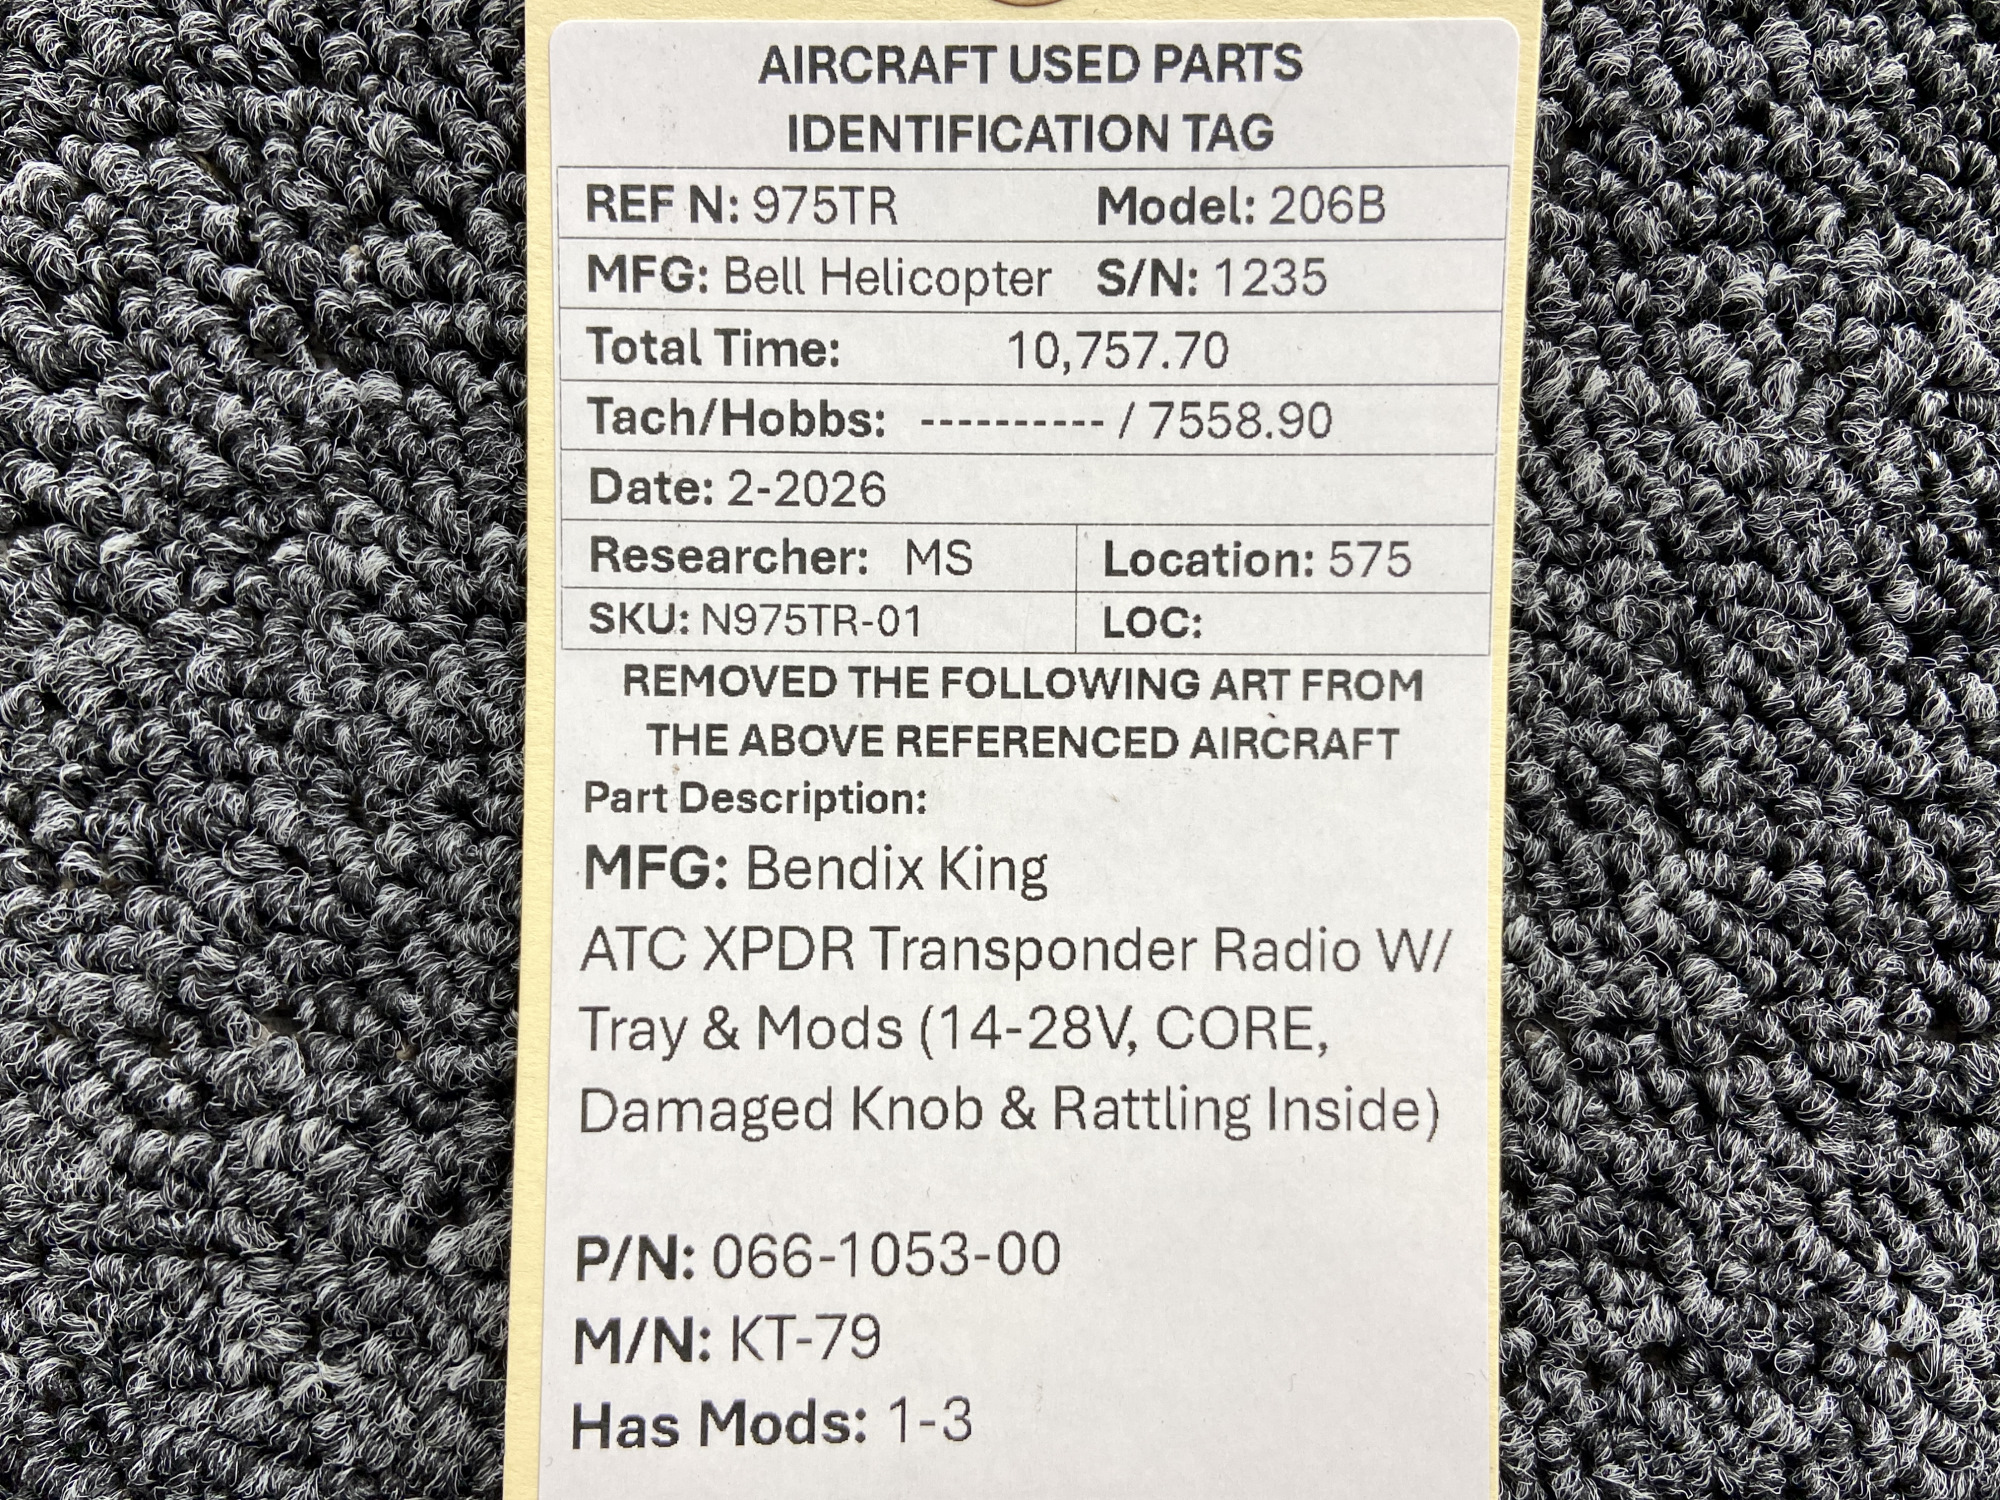 AIRCRAFT USED PARTS
IDENTIFICATION TAG
REF N: 975TR Model: 206B
MFG: Bell Helicopter S/N: 1235
Total Time: 10,757.70
Tach/Hobbs: ---------- / 7558.90
Date: 2-2026
Researcher: MS Location: 575
SKU: N975TR-01 LOC:
REMOVED THE FOLLOWING ART FROM
THE ABOVE REFERENCED AIRCRAFT
Part Description:
MFG: Bendix King
ATC XPDR Transponder Radio W/
Tray & Mods (14-28V, CORE,
Damaged Knob & Rattling Inside)
P/N: 066-1053-00
M/N: KT-79
Has Mods: 1-3